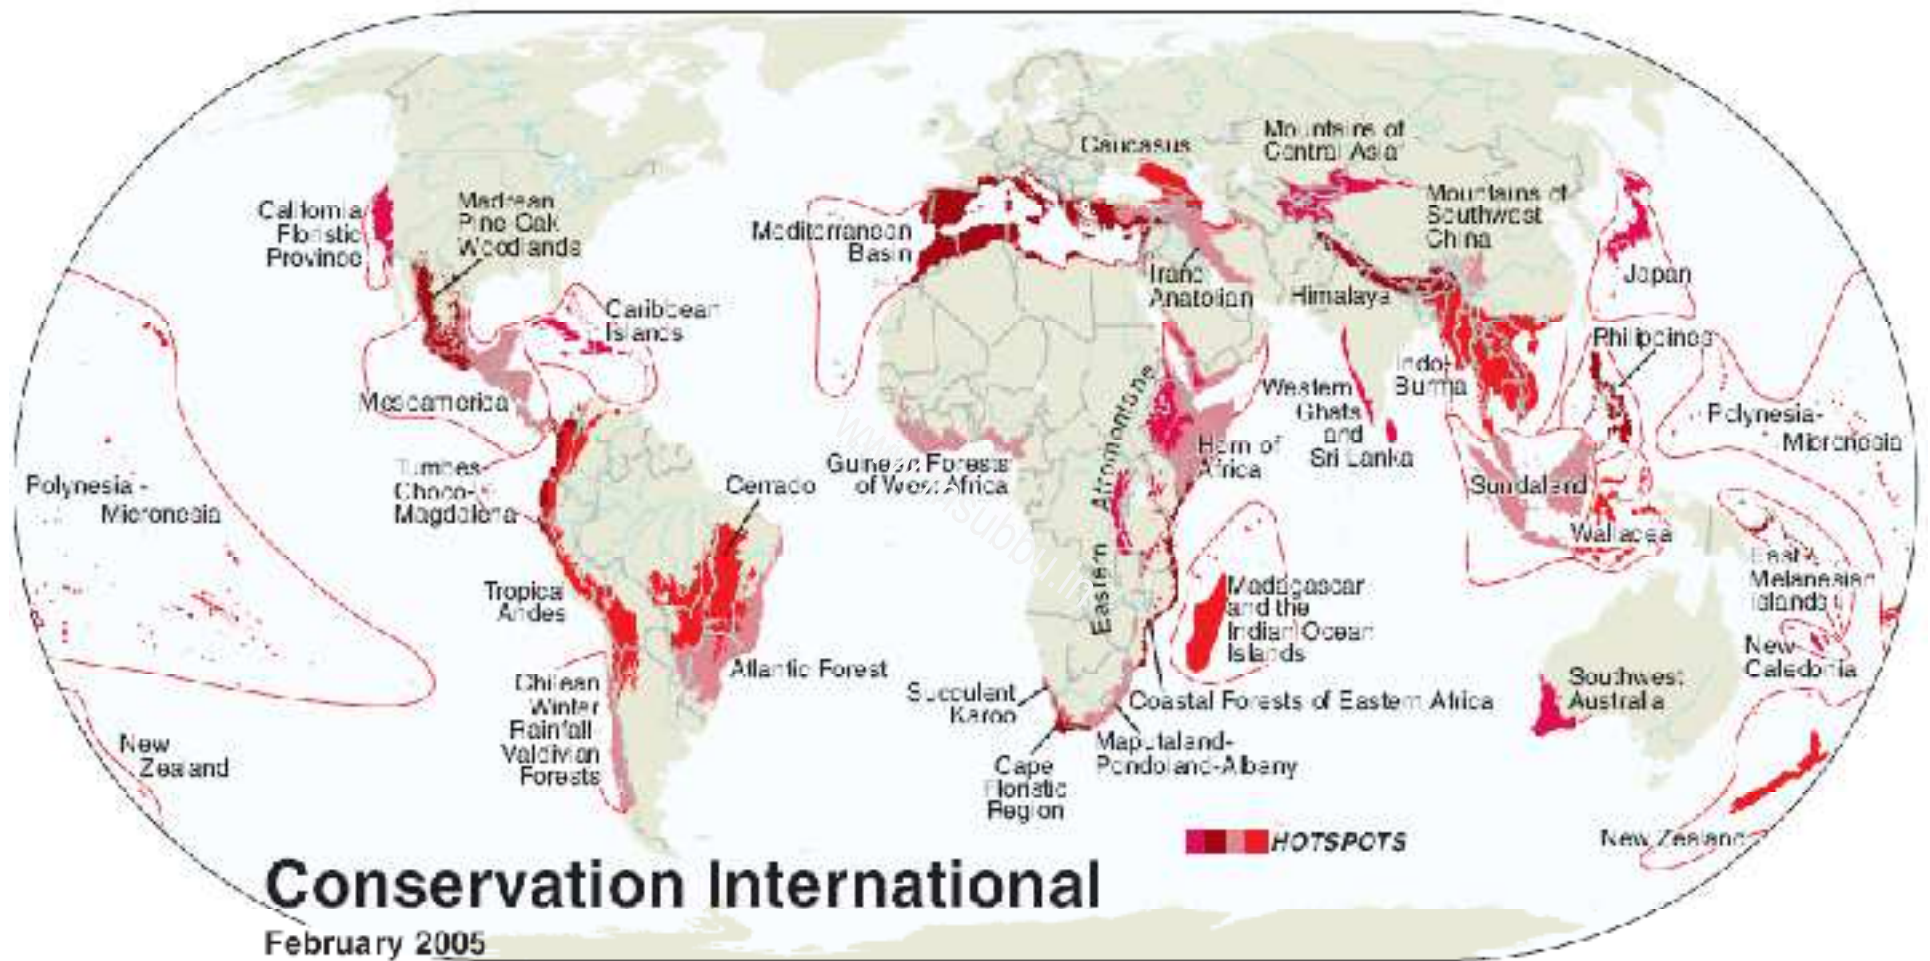 Caucasus
Mountains of
Central Asia
Mountains of
Southwest
China
California
Floristic
Province
Madrean
Pine-Oak
Woodlands
Mediterranean
Basin
Irano-
Anatolian
Himalaya
Japan
Caribbean
Islands
Philippines
Indo-
Burma
Western
Ghats
and
Sri Lanka
Mesoamerica
Polynesia-
Micronesia
Horn of
Africa
Guinean Forests
of West Africa
Eastern Afromontane
Tumbes-
Choco-
Magdalena
Cerrado
Polynesia-
Micronesia
Sundaland
Wallacea
East
Melanesian
Islands
Tropical
Andes
Madagascar
and the
Indian Ocean
Islands
New
Caledonia
Atlantic Forest
Southwest
Australia
Chilean
Winter
Rainfall-
Valdivian
Forests
Succulent
Karoo
Coastal Forests of Eastern Africa
Maputaland-
Pondoland-Albany
Cape
Floristic
Region
New
Zealand
New Zealand
HOTSPOTS
Conservation International
February 2005